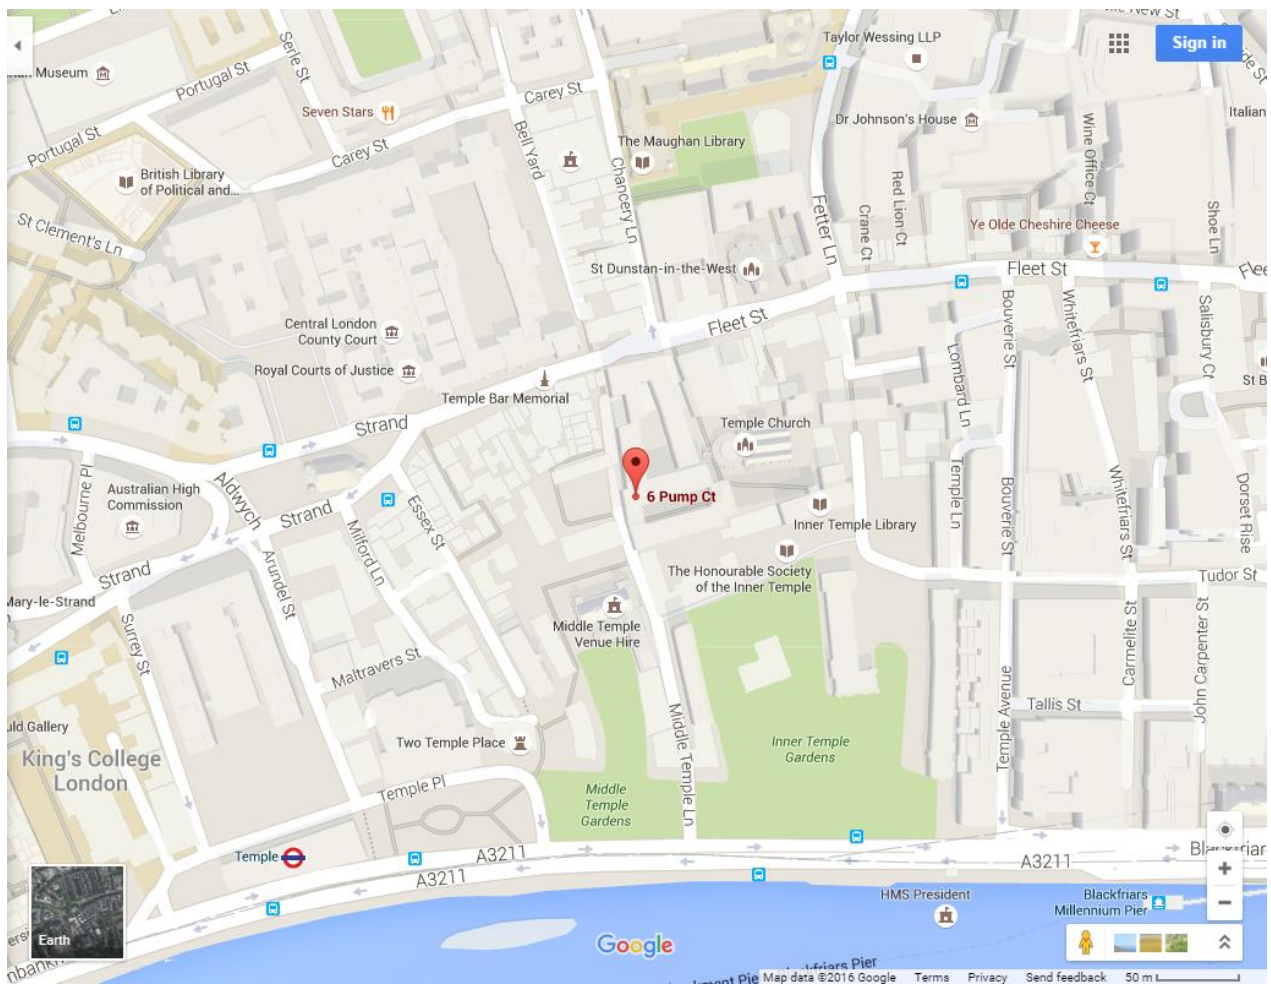 New St
Taylor Wessing LLP
Sign in
Museum
Portugal St
Serle St
Seven Stars
Carey St
Dr Johnson's House
Italian
Portugal St
Carey St
Bell Yard
The Maughan Library
Wine Office Ct
British Library
of Political and...
Chancery Ln
Fetter Ln
Red Lion Ct
Crane Ct
Shoe Ln
St Clement's Ln
Ye Olde Cheshire Cheese
St Dunstan-in-the-West
Fleet St
Central London
County Court
Fleet St
Bouverie St
Whitefriars St
Salisbury Ct
Royal Courts of Justice
Lombard Ln
St B
Temple Bar Memorial
Strand
Temple Church
Melbourne Pl
Australian High
Commission
Aldwych
Strand
Essex St
Milford Ln
6 Pump Ct
Inner Temple Library
Temple Ln
Bouverie St
Whitefriars St
Dorset Rise
Strand
Arundel St
The Honourable Society
of the Inner Temple
Tudor St
Mary-le-Strand
Surrey St
Middle Temple
Venue Hire
Carmelite St
John Carpenter St
Maltravers St
Temple Avenue
Tallis St
uld Gallery
Two Temple Place
Middle Temple Ln
Inner Temple
Gardens
King's College
London
Temple Pl
Middle
Temple
Gardens
Temple
A3211
A3211
A3211
Blackfriar
HMS President
Blackfriars
Millennium Pier
Earth
Google
Map data ©2016 Google
Terms
Privacy
Send feedback
50 m